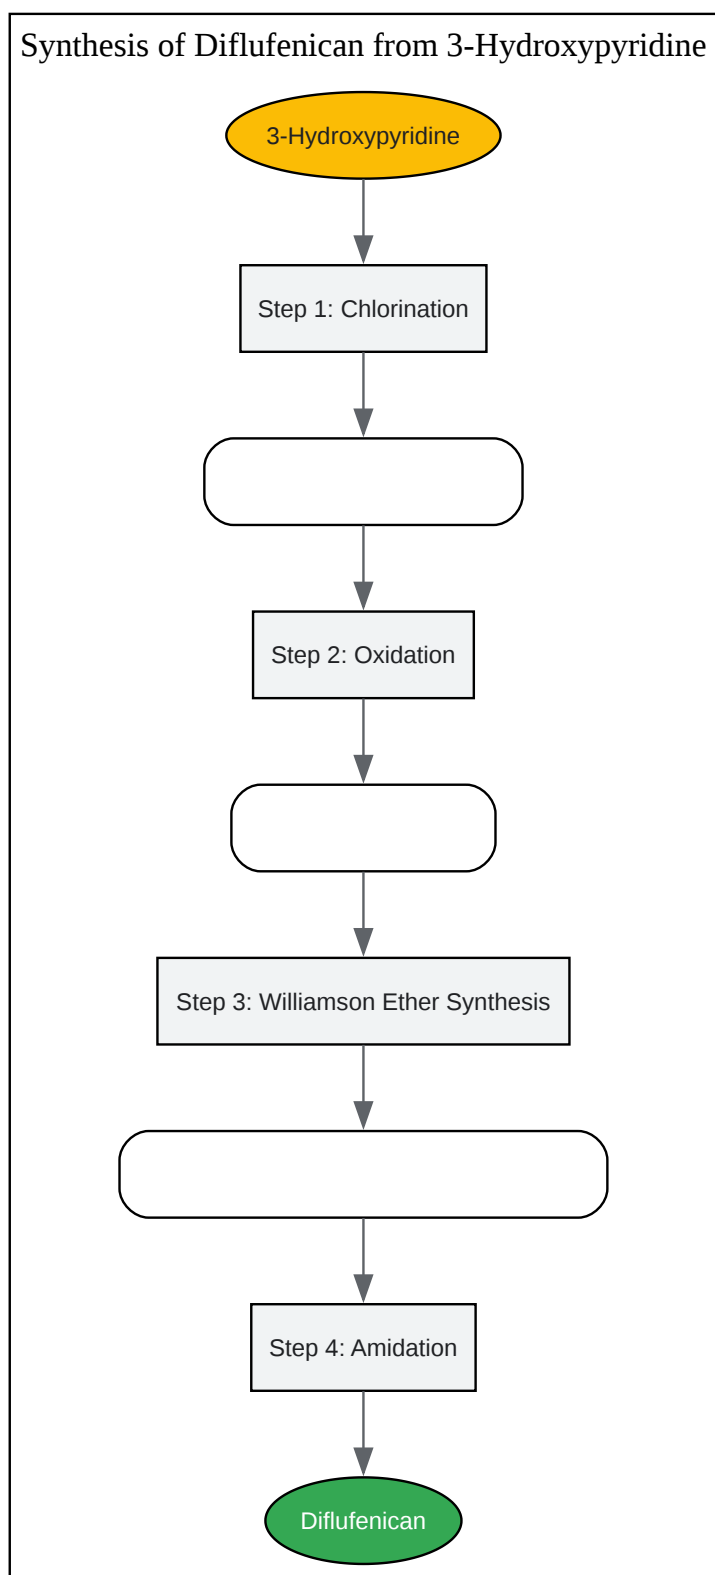 Synthesis of Diflufenican from 3-Hydroxypyridine
3-Hydroxypyridine
Step 1: Chlorination
Step 2: Oxidation
Step 3: Williamson Ether Synthesis
Step 4: Amidation
Diflufenican